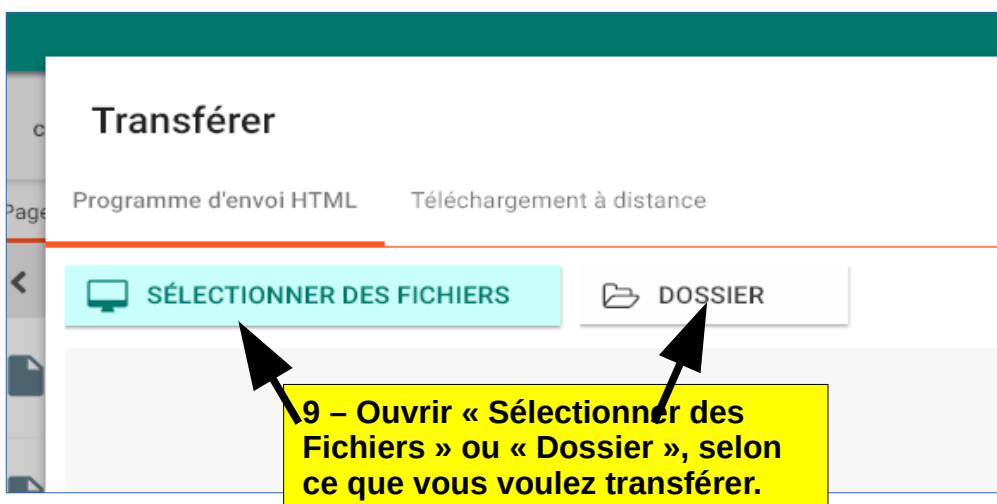 c
Transférer
Page
Programme d'envoi HTML Téléchargement à distance
SÉLECTIONNER DES FICHIERS DOSSIER
9 – Ouvrir « Sélectionner des
Fichiers » ou « Dossier », selon
ce que vous voulez transférer.